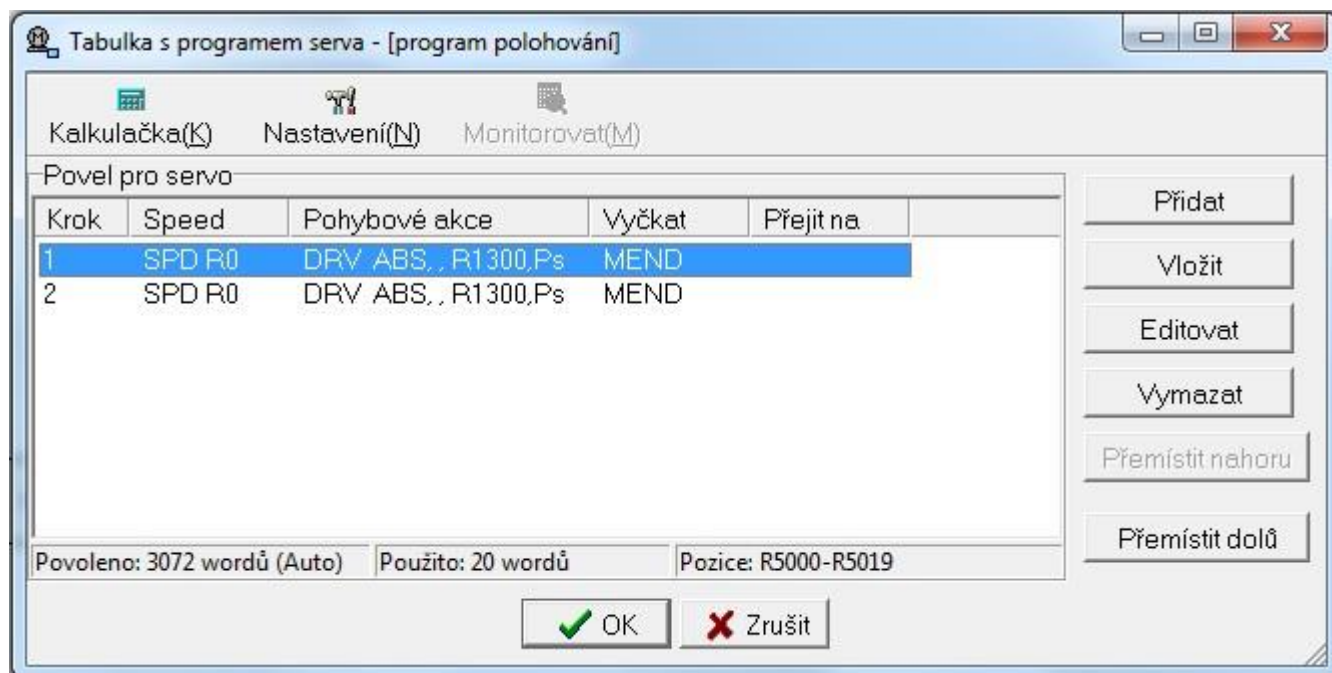 Tabulka s programem serva - [program polohování]
Kalkulačka(K) Nastavení(N) Monitorovat(M)
Povel pro servo
Krok Speed Pohybové akce Vyčkat Přejit na
1 SPD R0 DRV ABS, , R1300,Ps MEND
2 SPD R0 DRV ABS, , R1300,Ps MEND
Povoleno: 3072 wordů (Auto) Použito: 20 wordů Pozice: R5000-R5019
Přidat
Vložit
Editovat
Vymazat
Přemístit nahoru
Přemístit dolů
OK Zrušit